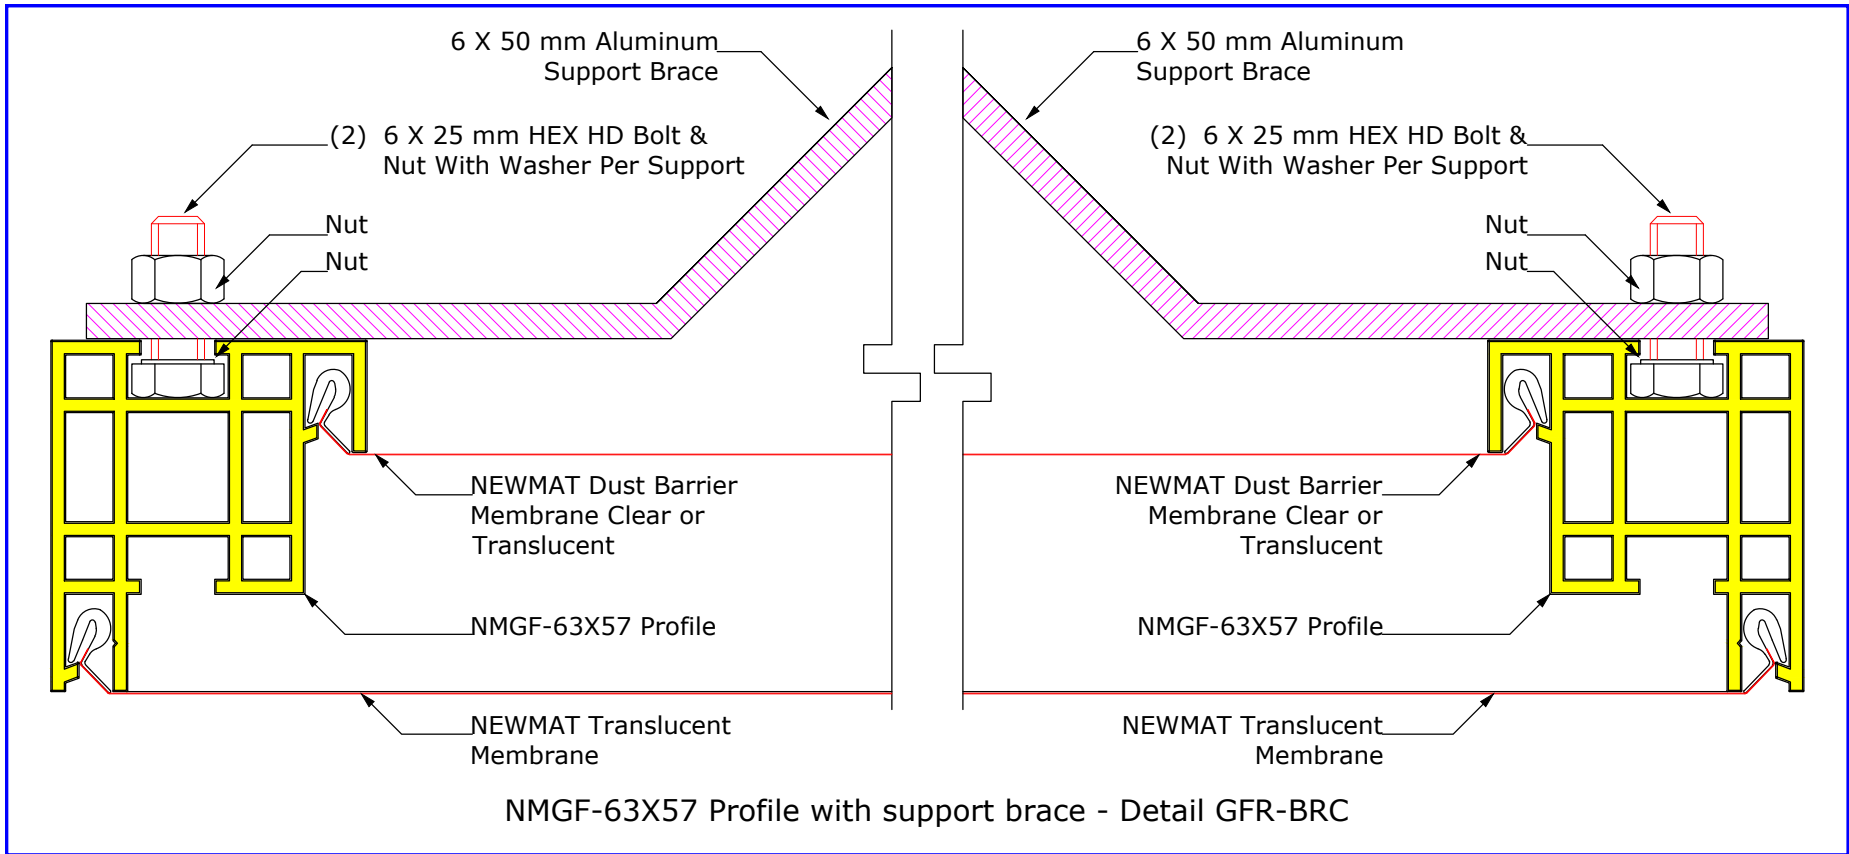 6 X 50 mm Aluminum
Support Brace
(2)  6 X 25 mm HEX HD Bolt &
Nut With Washer Per Support
Nut
Nut
NEWMAT Dust Barrier
Membrane Clear or
Translucent
NMGF-63X57 Profile
NEWMAT Translucent
Membrane
6 X 50 mm Aluminum
Support Brace
(2)  6 X 25 mm HEX HD Bolt &
Nut With Washer Per Support
Nut
Nut
NEWMAT Dust Barrier
Membrane Clear or
Translucent
NMGF-63X57 Profile
NEWMAT Translucent
Membrane
NMGF-63X57 Profile with support brace - Detail GFR-BRC